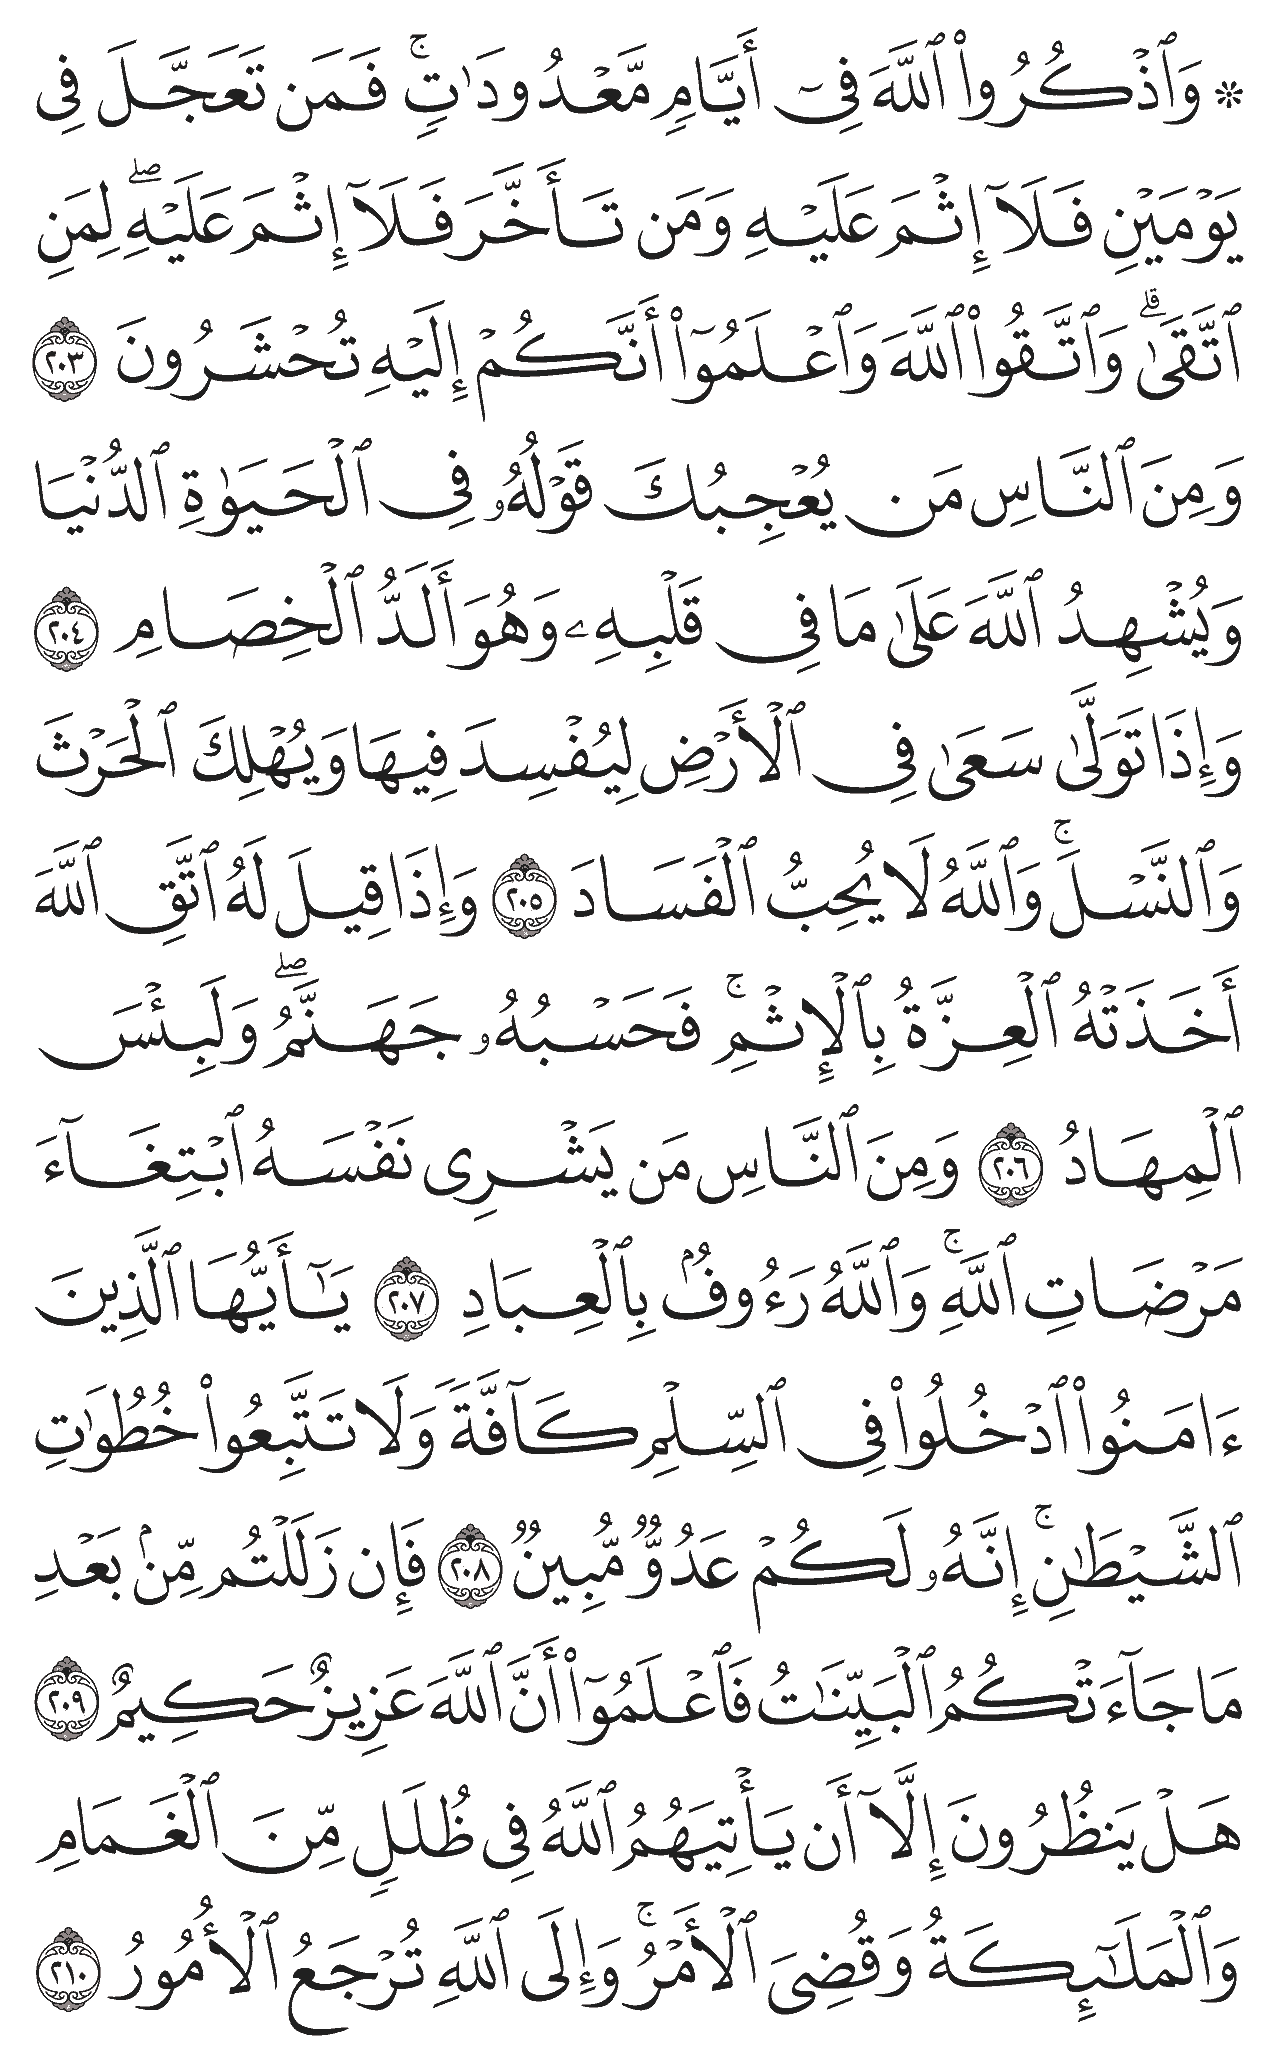 ۞ وَٱذْكُرُوا۟ ٱللَّهَ فِىٓ أَيَّامٍ مَّعْدُودَٰتٍ ۚ فَمَن تَعَجَّلَ فِى
يَوْمَيْنِ فَلَآ إِثْمَ عَلَيْهِ وَمَن تَأَخَّرَ فَلَآ إِثْمَ عَلَيْهِ ۖ لِمَنِ
ٱتَّقَىٰ ۗ وَٱتَّقُوا۟ ٱللَّهَ وَٱعْلَمُوٓا۟ أَنَّكُمْ إِلَيْهِ تُحْشَرُونَ ٢٠٣
وَمِنَ ٱلنَّاسِ مَن يُعْجِبُكَ قَوْلُهُۥ فِى ٱلْحَيَوٰةِ ٱلدُّنْيَا
وَيُشْهِدُ ٱللَّهَ عَلَىٰ مَا فِى قَلْبِهِۦ وَهُوَ أَلَدُّ ٱلْخِصَامِ ٢٠٤
وَإِذَا تَوَلَّىٰ سَعَىٰ فِى ٱلْأَرْضِ لِيُفْسِدَ فِيهَا وَيُهْلِكَ ٱلْحَرْثَ
وَٱلنَّسْلَ ۚ وَٱللَّهُ لَا يُحِبُّ ٱلْفَسَادَ ٢٠٥ وَإِذَا قِيلَ لَهُ ٱتَّقِ ٱللَّهَ
أَخَذَتْهُ ٱلْعِزَّةُ بِٱلْإِثْمِ ۚ فَحَسْبُهُۥ جَهَنَّمُ ۖ وَلَبِئْسَ
ٱلْمِهَادُ ٢٠٦ وَمِنَ ٱلنَّاسِ مَن يَشْرِى نَفْسَهُ ٱبْتِغَآءَ
مَرْضَاتِ ٱللَّهِ ۚ وَٱللَّهُ رَءُوفٌۢ بِٱلْعِبَادِ ٢٠٧ يَـٰٓأَيُّهَا ٱلَّذِينَ
ءَامَنُوا۟ ٱدْخُلُوا۟ فِى ٱلسِّلْمِ كَآفَّةً وَلَا تَتَّبِعُوا۟ خُطُوَٰتِ
ٱلشَّيْطَـٰنِ ۚ إِنَّهُۥ لَكُمْ عَدُوٌّ مُّبِينٌ ٢٠٨ فَإِن زَلَلْتُم مِّنۢ بَعْدِ
مَا جَآءَتْكُمُ ٱلْبَيِّنَـٰتُ فَٱعْلَمُوٓا۟ أَنَّ ٱللَّهَ عَزِيزٌ حَكِيمٌ ٢٠٩
هَلْ يَنظُرُونَ إِلَّآ أَن يَأْتِيَهُمُ ٱللَّهُ فِى ظُلَلٍ مِّنَ ٱلْغَمَامِ
وَٱلْمَلَـٰٓئِكَةُ وَقُضِىَ ٱلْأَمْرُ ۚ وَإِلَى ٱللَّهِ تُرْجَعُ ٱلْأُمُورُ ٢١٠